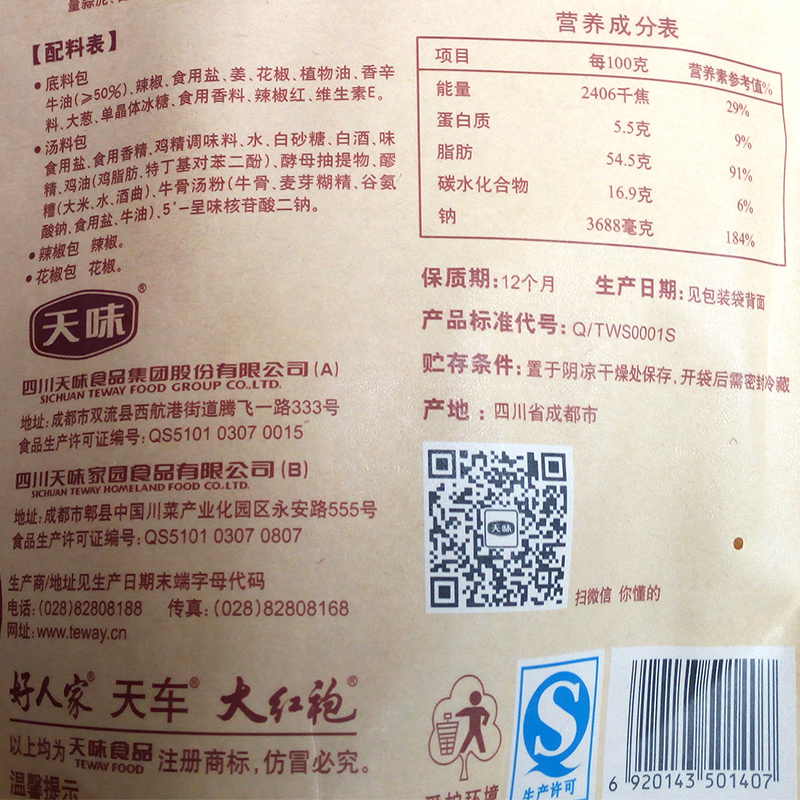 【配料表】
●底料包
牛油(≥50%)、辣椒、食用盐、姜、花椒、植物油、香辛
料、大葱、单晶体冰糖、食用香料、辣椒红、维生素E。
●汤料包
食用盐、食用香精、鸡精调味料、水、白砂糖、白酒、味
精、鸡油(鸡脂肪、特丁基对苯二酚)、酵母抽提物、醪
糟(大米、水、酒曲)、牛骨汤粉(牛骨、麦芽糊精、谷氨
酸钠、食用盐、牛油)、5'-呈味核苷酸二钠。
●辣椒包 辣椒。
●花椒包 花椒。
天味®
四川天味食品集团股份有限公司(A)
SICHUAN TEWAY FOOD GROUP CO.,LTD.
地址:成都市双流县西航港街道腾飞一路333号
食品生产许可证编号:QS5101 0307 0015
四川天味家园食品有限公司(B)
SICHUAN TEWAY HOMELAND FOOD CO.,LTD.
地址:成都市郫县中国川菜产业化园区永安路555号
食品生产许可证编号:QS5101 0307 0807
生产商/地址见生产日期末端字母代码
电话:(028)82808188 传真:(028)82808168
网址:www.teway.cn
好人家® 天车® 大红袍®
以上均为天味食品 TEWAY FOOD 注册商标,仿冒必究。
温馨提示
营养成分表
项目 每100克 营养素参考值%
能量 2406千焦 29%
蛋白质 5.5克 9%
脂肪 54.5克 91%
碳水化合物 16.9克 6%
钠 3688毫克 184%
保质期:12个月 生产日期:见包装袋背面
产品标准代号:Q/TWS0001S
贮存条件:置于阴凉干燥处保存,开袋后需密封冷藏
产地:四川省成都市
天味
扫微信 你懂的
爱护环境
生产许可
6 920143 501407